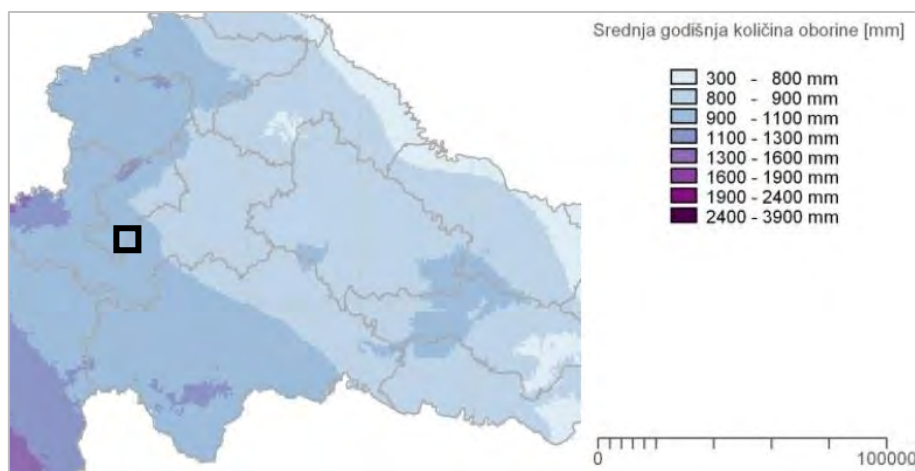 Srednja godišnja količina oborine [mm]
300 - 800 mm
800 - 900 mm
900 - 1100 mm
1100 - 1300 mm
1300 - 1600 mm
1600 - 1900 mm
1900 - 2400 mm
2400 - 3900 mm
0 100000